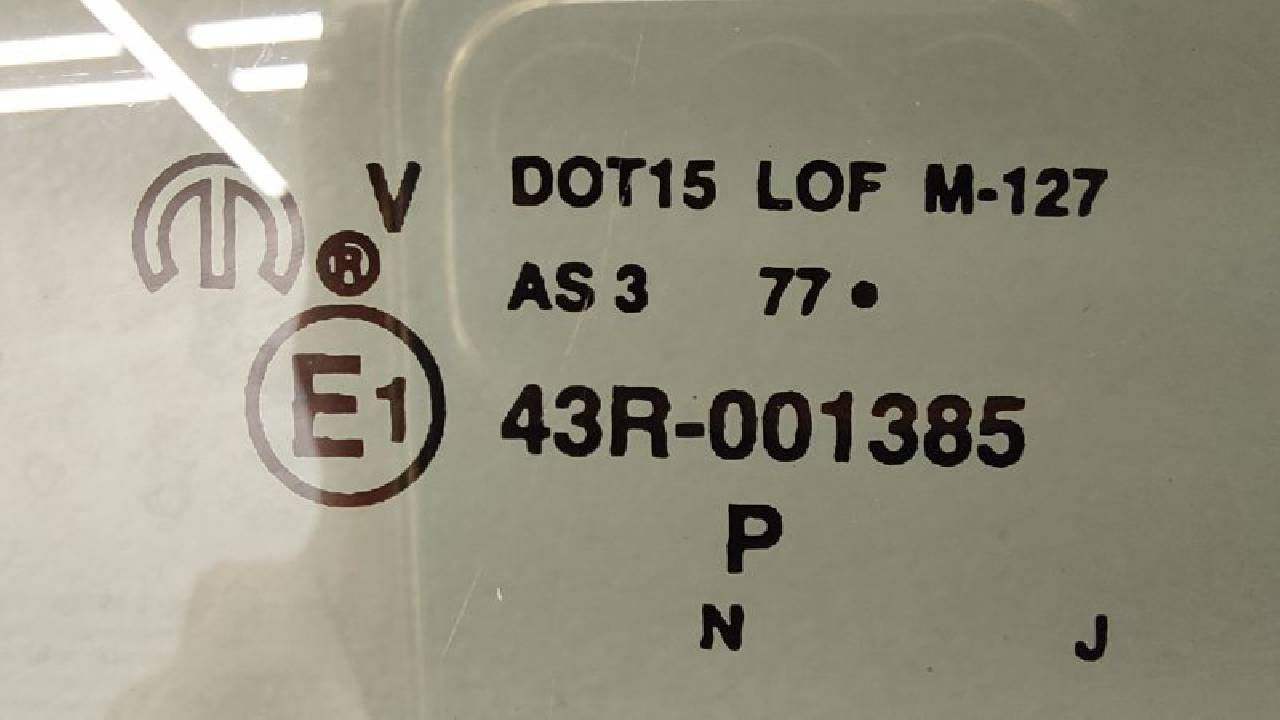 V DOT15 LOF M-127
® AS 3 77 •
E1 43R-001385
P
N J